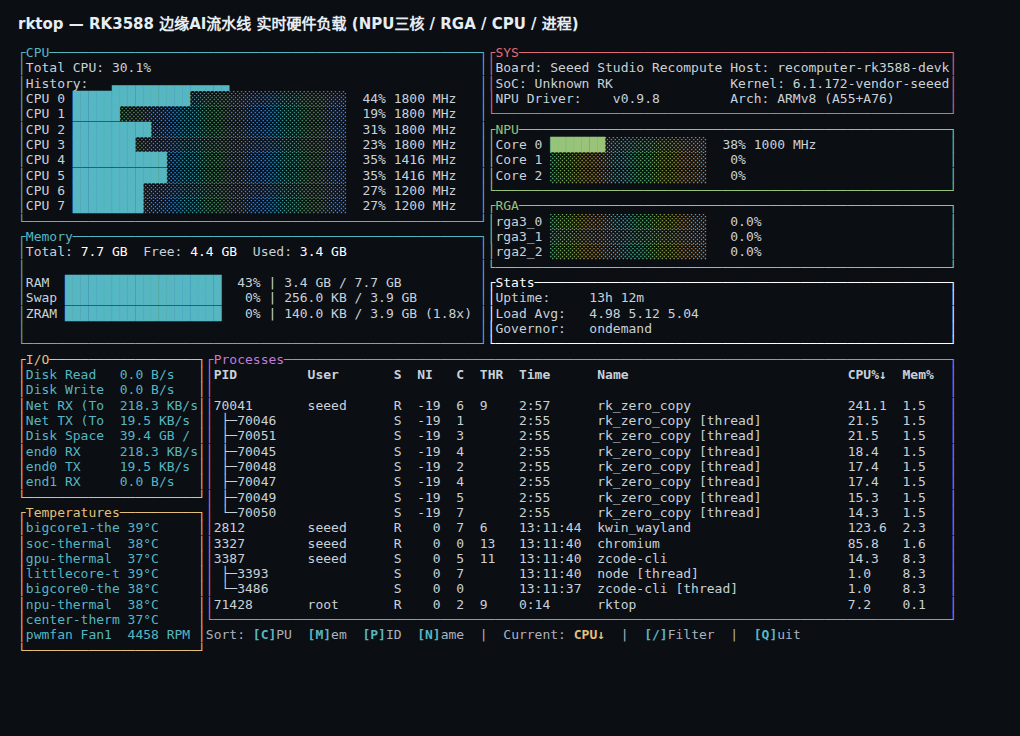 rktop — RK3588 边缘AI流水线 实时硬件负载 (NPU三核 / RGA / CPU / 进程)
CPU
Total CPU: 30.1%
History:
CPU 0 44% 1800 MHz
CPU 1 19% 1800 MHz
CPU 2 31% 1800 MHz
CPU 3 23% 1800 MHz
CPU 4 35% 1416 MHz
CPU 5 35% 1416 MHz
CPU 6 27% 1200 MHz
CPU 7 27% 1200 MHz
SYS
Board: Seeed Studio Recompute Host: recomputer-rk3588-devk
SoC: Unknown RK Kernel: 6.1.172-vendor-seeed
NPU Driver: v0.9.8 Arch: ARMv8 (A55+A76)
NPU
Core 0 38% 1000 MHz
Core 1 0%
Core 2 0%
RGA
rga3_0 0.0%
rga3_1 0.0%
rga2_2 0.0%
Memory
Total: 7.7 GB Free: 4.4 GB Used: 3.4 GB
RAM 43% | 3.4 GB / 7.7 GB
Swap 0% | 256.0 KB / 3.9 GB
ZRAM 0% | 140.0 KB / 3.9 GB (1.8x)
Stats
Uptime: 13h 12m
Load Avg: 4.98 5.12 5.04
Governor: ondemand
I/O
Disk Read 0.0 B/s
Disk Write 0.0 B/s
Net RX (To 218.3 KB/s
Net TX (To 19.5 KB/s
Disk Space 39.4 GB /
end0 RX 218.3 KB/s
end0 TX 19.5 KB/s
end1 RX 0.0 B/s
Temperatures
bigcore1-the 39°C
soc-thermal 38°C
gpu-thermal 37°C
littlecore-t 39°C
bigcore0-the 38°C
npu-thermal 38°C
center-therm 37°C
pwmfan Fan1 4458 RPM
Processes
PID User S NI C THR Time Name CPU%↓ Mem%
70041 seeed R -19 6 9 2:57 rk_zero_copy 241.1 1.5
├─70046 S -19 1 2:55 rk_zero_copy [thread] 21.5 1.5
├─70051 S -19 3 2:55 rk_zero_copy [thread] 21.5 1.5
├─70045 S -19 4 2:55 rk_zero_copy [thread] 18.4 1.5
├─70048 S -19 2 2:55 rk_zero_copy [thread] 17.4 1.5
├─70047 S -19 4 2:55 rk_zero_copy [thread] 17.4 1.5
├─70049 S -19 5 2:55 rk_zero_copy [thread] 15.3 1.5
└─70050 S -19 7 2:55 rk_zero_copy [thread] 14.3 1.5
2812 seeed R 0 7 6 13:11:44 kwin_wayland 123.6 2.3
3327 seeed R 0 0 13 13:11:40 chromium 85.8 1.6
3387 seeed S 0 5 11 13:11:40 zcode-cli 14.3 8.3
├─3393 S 0 7 13:11:40 node [thread] 1.0 8.3
└─3486 S 0 0 13:11:37 zcode-cli [thread] 1.0 8.3
71428 root R 0 2 9 0:14 rktop 7.2 0.1
Sort: [C]PU [M]em [P]ID [N]ame | Current: CPU↓ | [/]Filter | [Q]uit